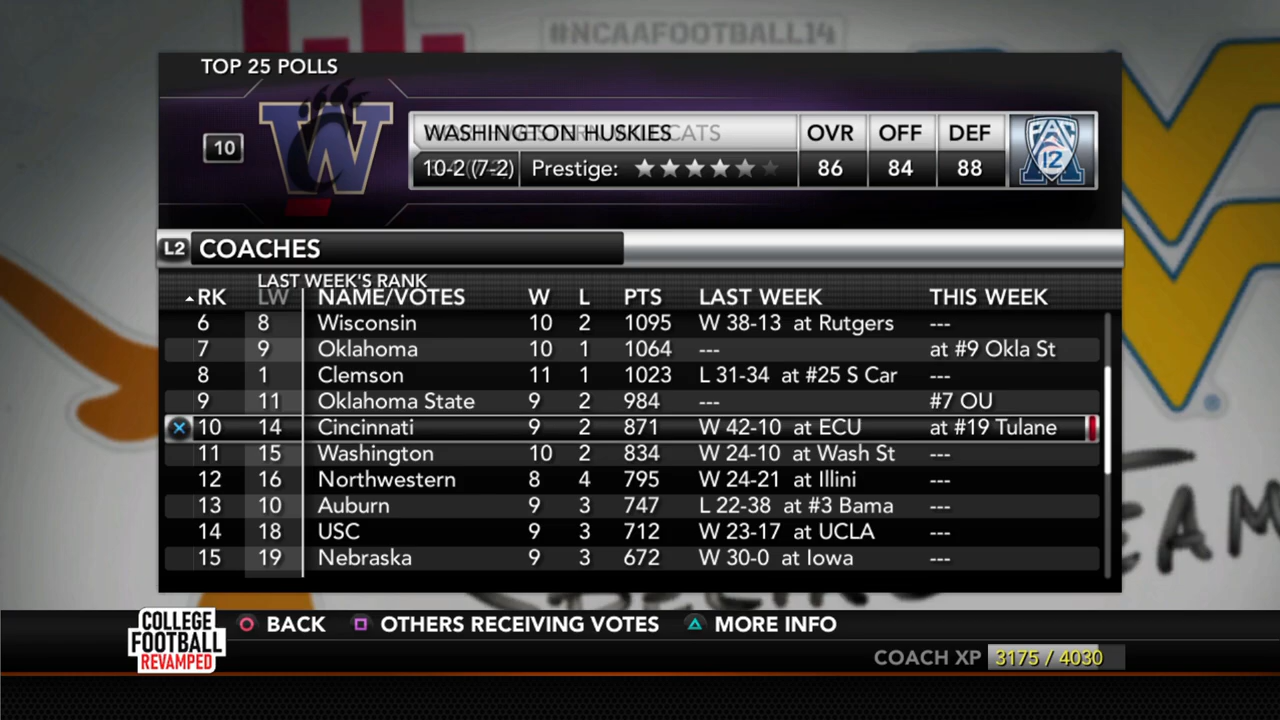 #NCAAFOOTBALL14
TOP 25 POLLS
10
W
WASHINGTON HUSKIES
OVR OFF DEF
10-2 (7-2) Prestige: 86 84 88
PAC 12
L2 COACHES
LAST WEEK'S RANK
RK LW NAME/VOTES W L PTS LAST WEEK THIS WEEK
6 8 Wisconsin 10 2 1095 W 38-13 at Rutgers ---
7 9 Oklahoma 10 1 1064 --- at #9 Okla St
8 1 Clemson 11 1 1023 L 31-34 at #25 S Car ---
9 11 Oklahoma State 9 2 984 --- #7 OU
10 14 Cincinnati 9 2 871 W 42-10 at ECU at #19 Tulane
11 15 Washington 10 2 834 W 24-10 at Wash St ---
12 16 Northwestern 8 4 795 W 24-21 at Illini ---
13 10 Auburn 9 3 747 L 22-38 at #3 Bama ---
14 18 USC 9 3 712 W 23-17 at UCLA ---
15 19 Nebraska 9 3 672 W 30-0 at Iowa ---
COLLEGE
FOOTBALL
REVAMPED
BACK OTHERS RECEIVING VOTES MORE INFO
COACH XP 3175 / 4030